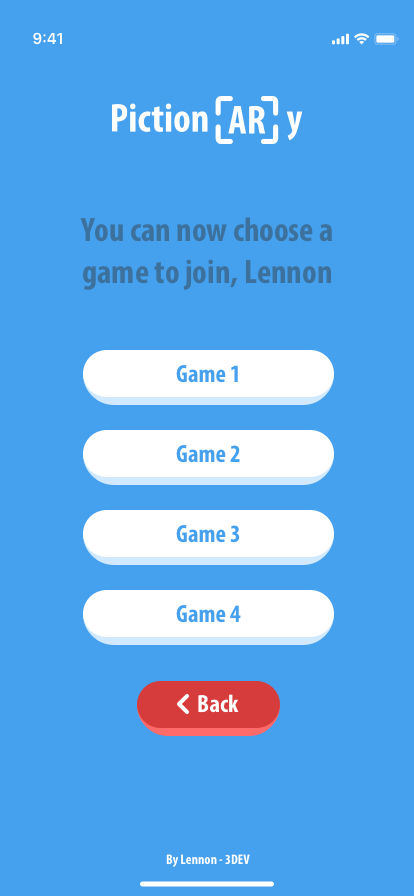 9:41
Piction AR y
You can now choose a
game to join, Lennon
Game 1
Game 2
Game 3
Game 4
Back
By Lennon - 3DEV